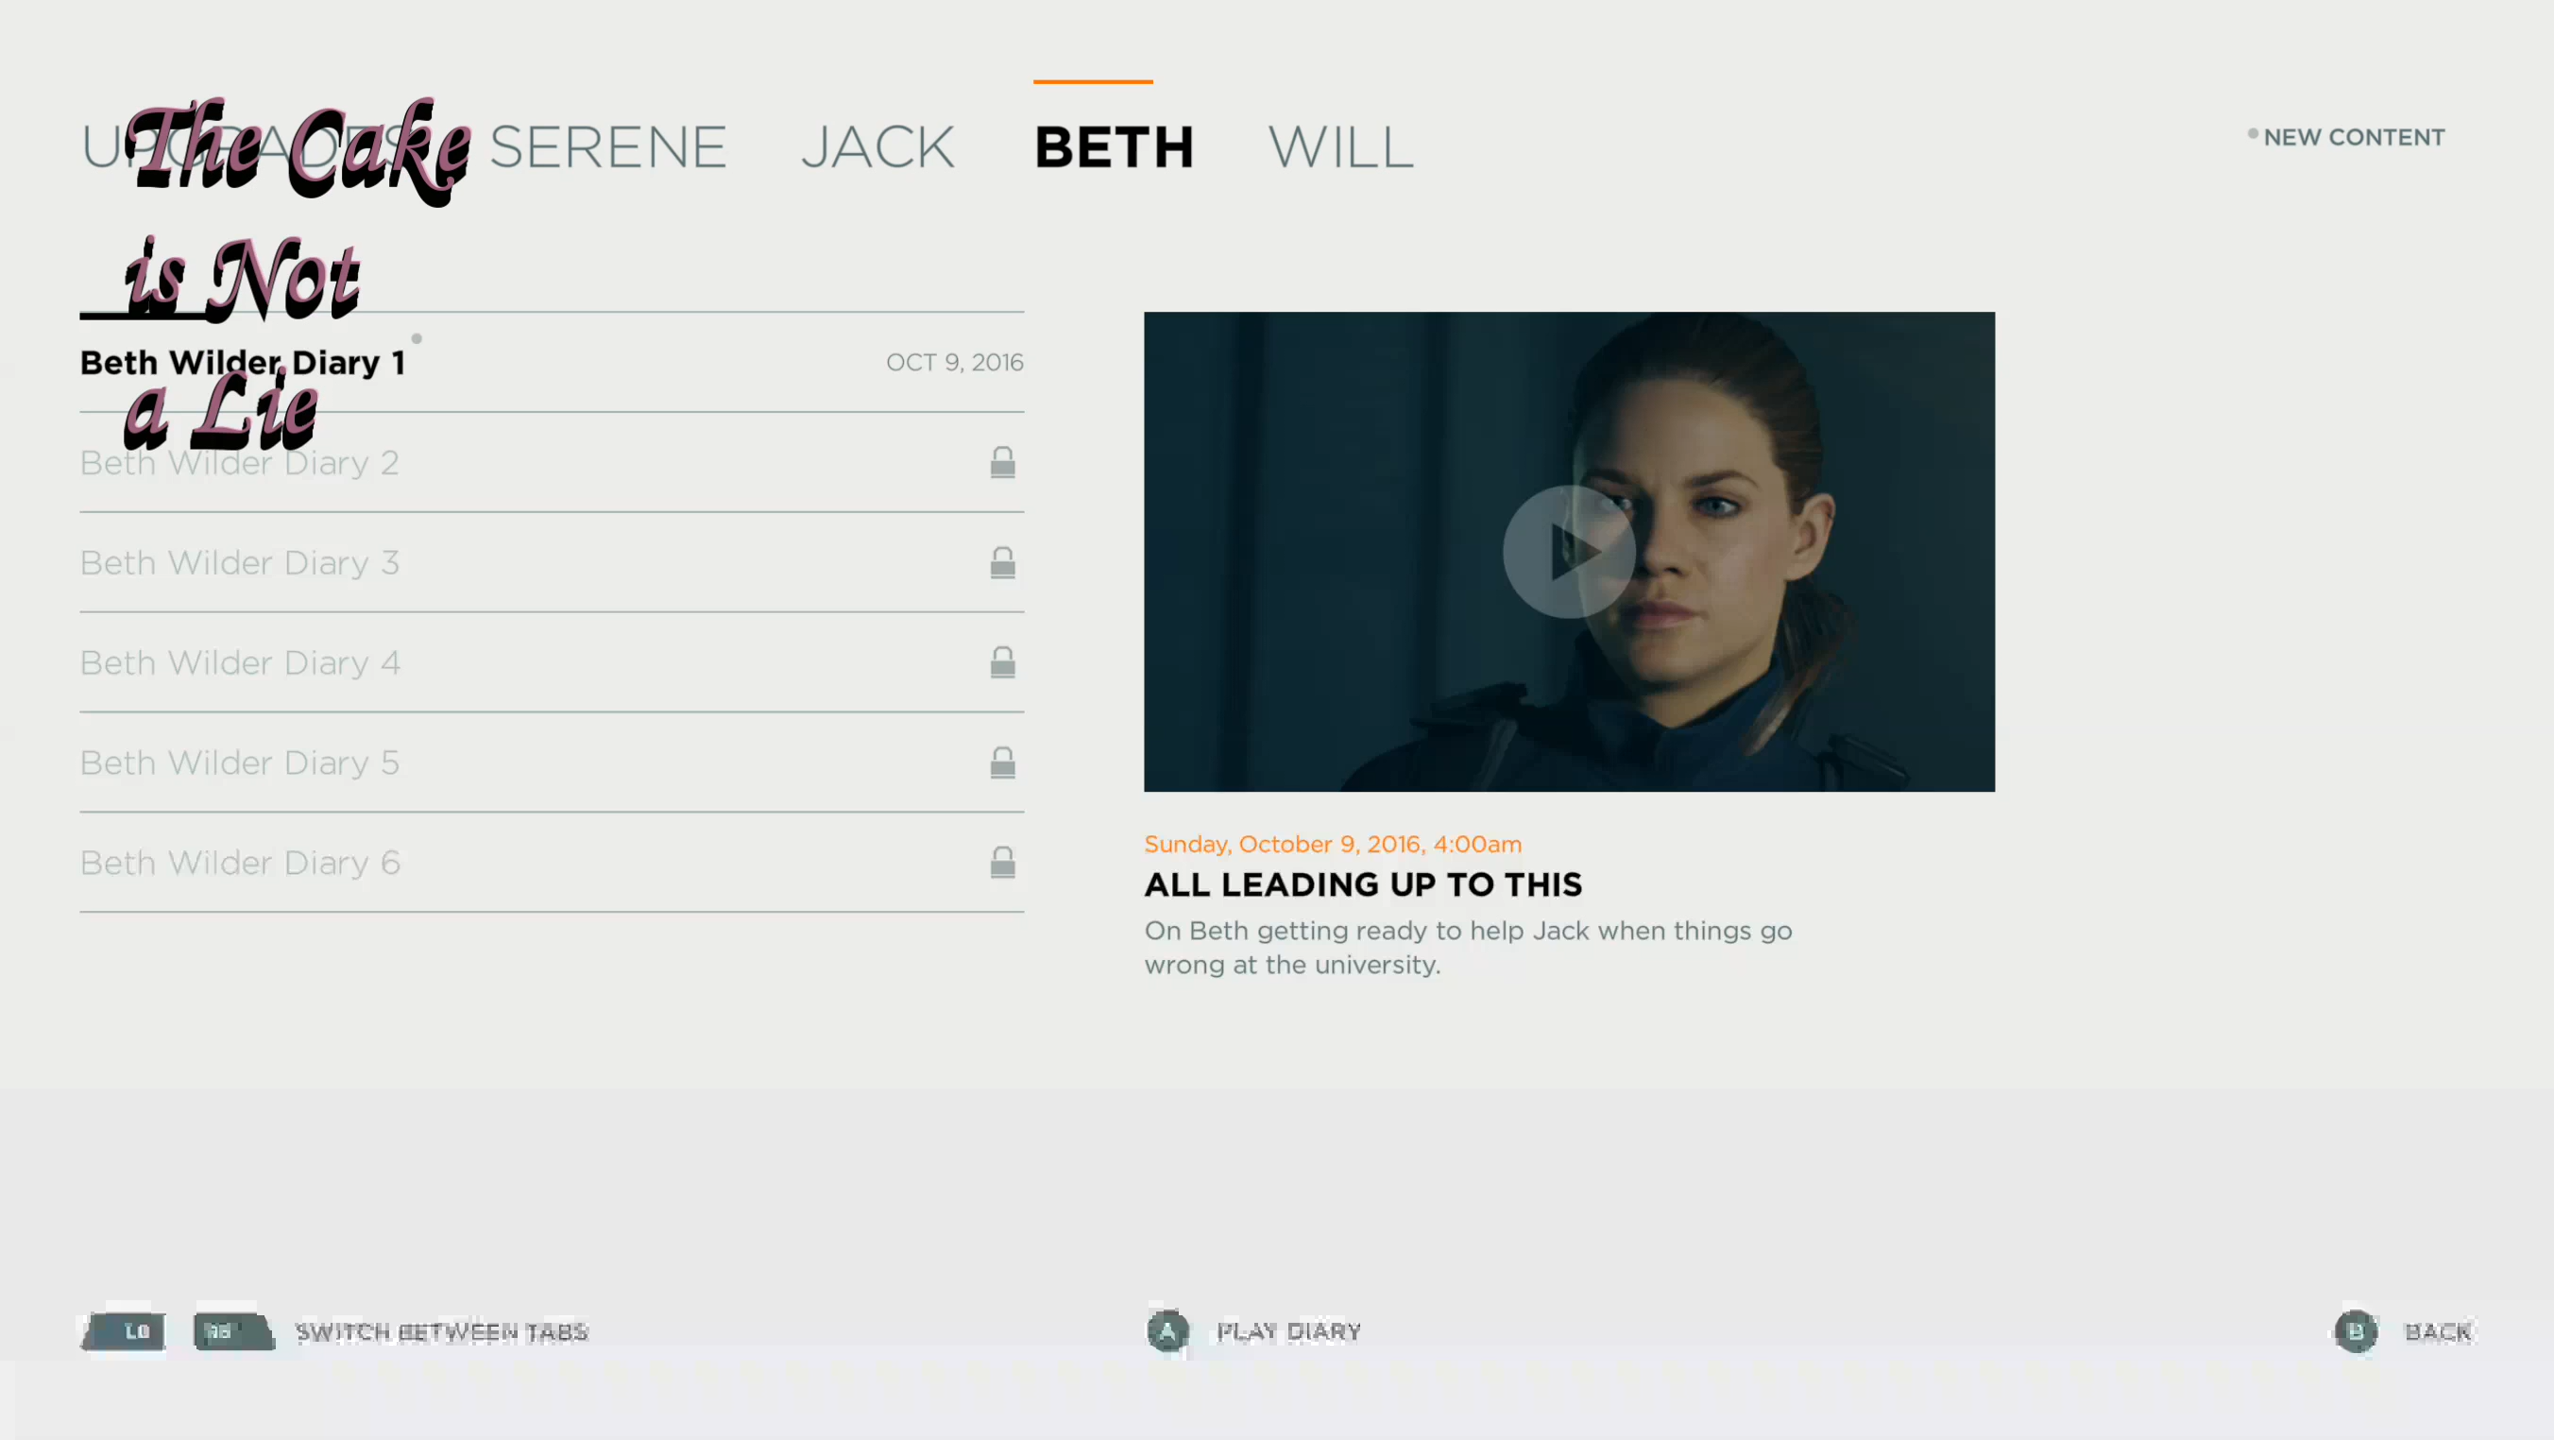 UPGRADES SERENE JACK BETH WILL
NEW CONTENT
The Cake
is Not
a Lie
Beth Wilder Diary 1 OCT 9, 2016
Beth Wilder Diary 2
Beth Wilder Diary 3
Beth Wilder Diary 4
Beth Wilder Diary 5
Beth Wilder Diary 6
Sunday, October 9, 2016, 4:00am
ALL LEADING UP TO THIS
On Beth getting ready to help Jack when things go
wrong at the university.
SWITCH BETWEEN TABS
A PLAY DIARY
B BACK